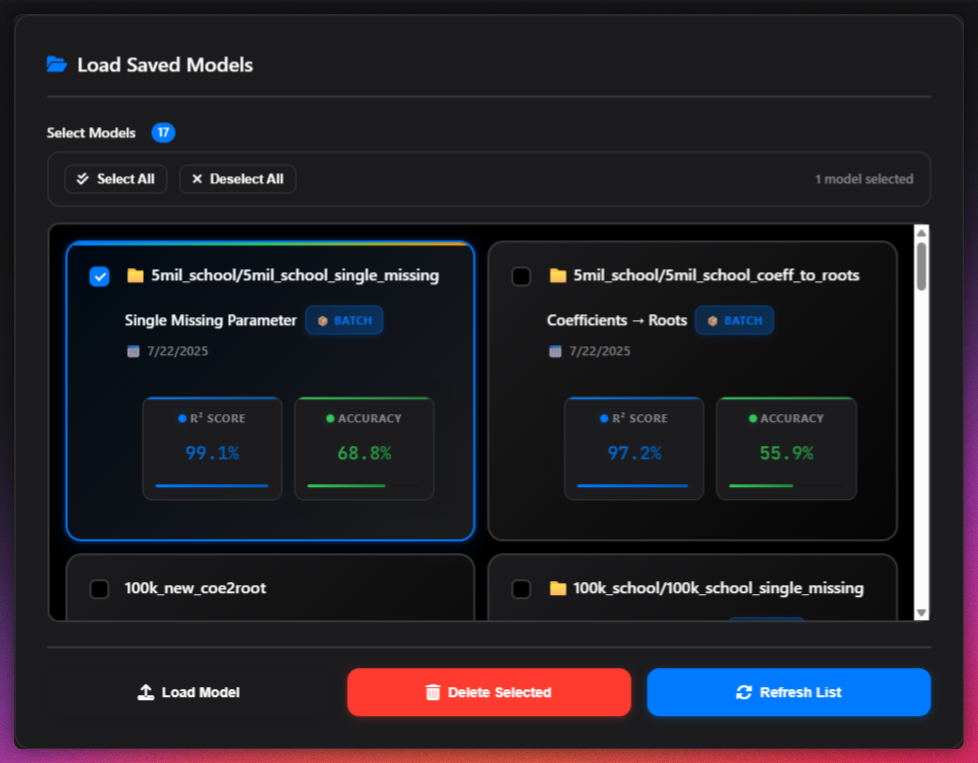 Load Saved Models
Select Models 17
Select All Deselect All 1 model selected
5mil_school/5mil_school_single_missing
Single Missing Parameter BATCH
7/22/2025
R² SCORE ACCURACY
99.1% 68.8%
5mil_school/5mil_school_coeff_to_roots
Coefficients → Roots BATCH
7/22/2025
R² SCORE ACCURACY
97.2% 55.9%
100k_new_coe2root
100k_school/100k_school_single_missing
Load Model Delete Selected Refresh List